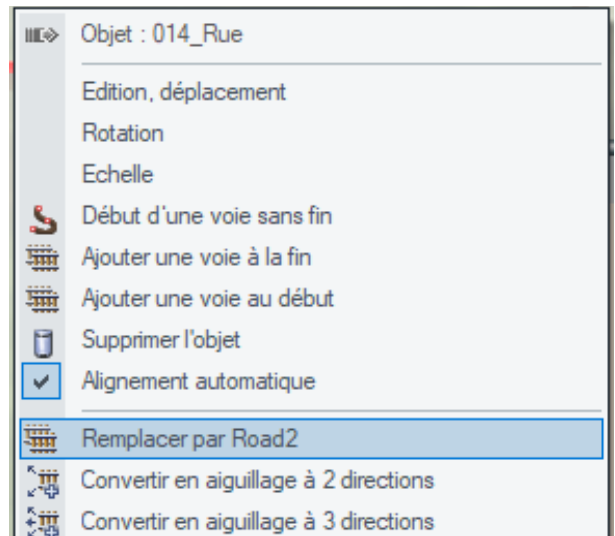 Objet : 014_Rue
Edition, déplacement
Rotation
Echelle
Début d'une voie sans fin
Ajouter une voie à la fin
Ajouter une voie au début
Supprimer l'objet
Alignement automatique
Remplacer par Road2
Convertir en aiguillage à 2 directions
Convertir en aiguillage à 3 directions